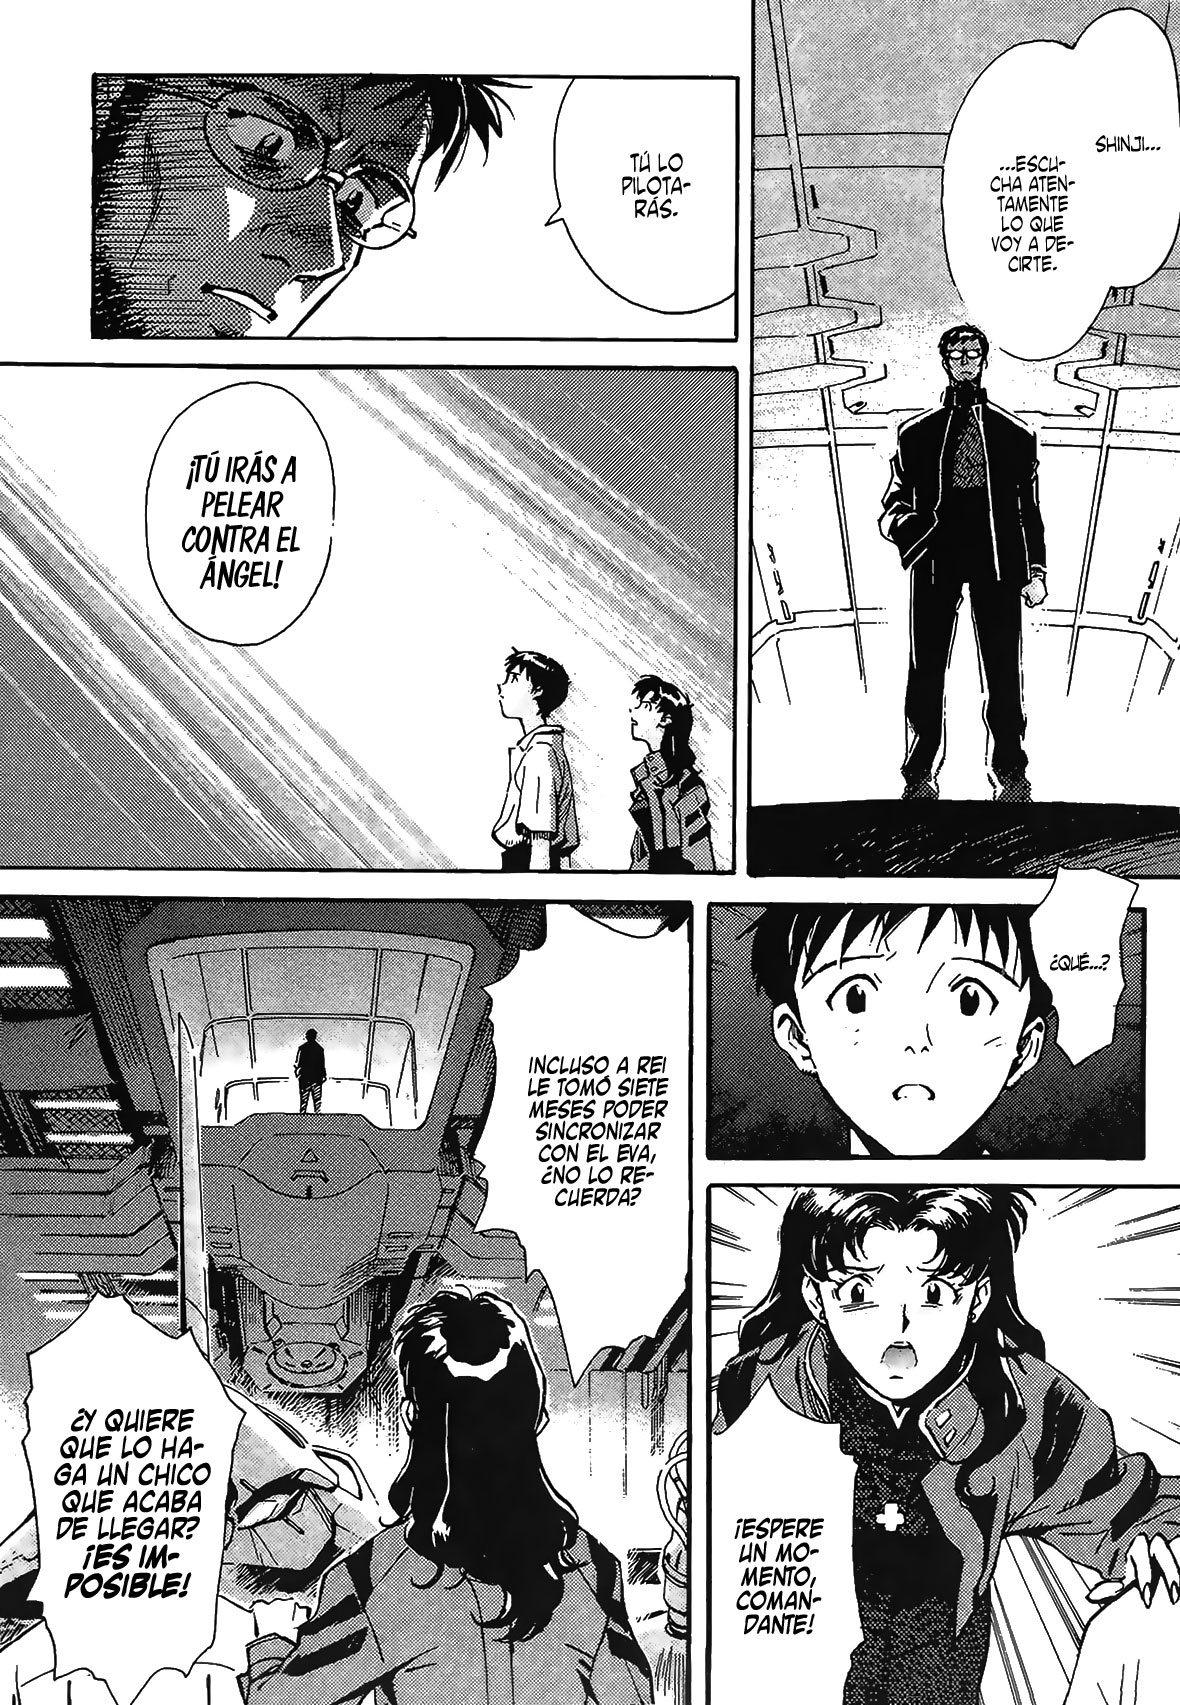 SHINJI...
...ESCU-
CHA ATEN-
TAMENTE
LO QUE
VOY A DE-
CIRTE.
TÚ LO
PILOTA-
RÁS.
¡TÚ IRÁS A
PELEAR
CONTRA EL
ÁNGEL!
¿QUÉ...?
¡ESPERE
UN MO-
MENTO,
COMAN-
DANTE!
INCLUSO A REI
LE TOMÓ SIETE
MESES PODER
SINCRONIZAR
CON EL EVA,
¿NO LO RE-
CUERDA?
¿Y QUIERE
QUE LO HA-
GA UN CHICO
QUE ACABA
DE LLEGAR?
¡ES IM-
POSIBLE!